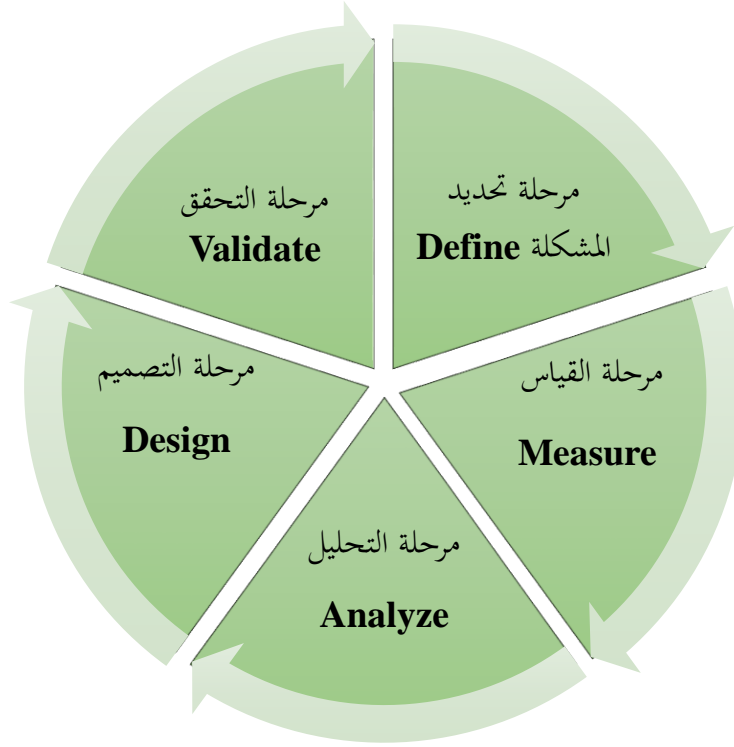 مرحلة تحديد
المشكلة Define
مرحلة القياس
Measure
مرحلة التحليل
Analyze
مرحلة التصميم
Design
مرحلة التحقق
Validate